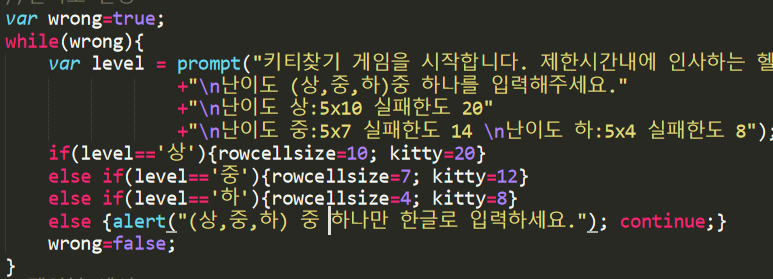 var wrong=true;
while(wrong){
var level = prompt("키티찾기 게임을 시작합니다. 제한시간내에 인사하는 헬
+"\n난이도 (상,중,하)중 하나를 입력해주세요."
+"\n난이도 상:5x10 실패한도 20"
+"\n난이도 중:5x7 실패한도 14 \n난이도 하:5x4 실패한도 8");
if(level=='상'){rowcellsize=10; kitty=20}
else if(level=='중'){rowcellsize=7; kitty=12}
else if(level=='하'){rowcellsize=4; kitty=8}
else {alert("(상,중,하) 중 하나만 한글로 입력하세요."); continue;}
wrong=false;
}